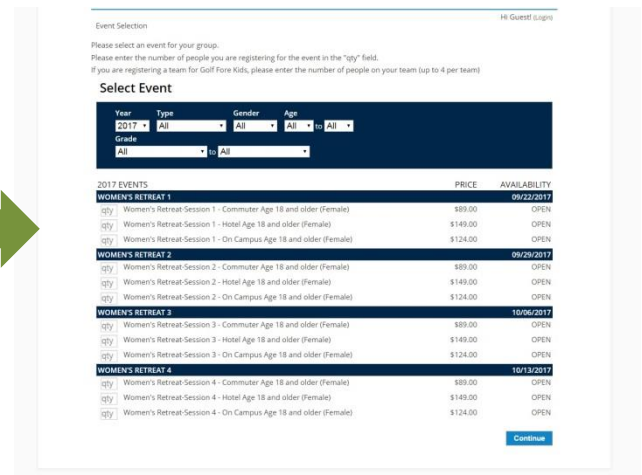 Hi Guest! (Login)
Event Selection
Please select an event for your group.
Please enter the number of people you are registering for the event in the "qty" field.
If you are registering a team for Golf Fore Kids, please enter the number of people on your team (up to 4 per team)
Select Event
Year Type Gender Age
2017 All All All to All
Grade
All to All
2017 EVENTS PRICE AVAILABILITY
WOMEN'S RETREAT 1 09/22/2017
qty Women's Retreat-Session 1 - Commuter Age 18 and older (Female) $89.00 OPEN
qty Women's Retreat-Session 1 - Hotel Age 18 and older (Female) $149.00 OPEN
qty Women's Retreat-Session 1 - On Campus Age 18 and older (Female) $124.00 OPEN
WOMEN'S RETREAT 2 09/29/2017
qty Women's Retreat-Session 2 - Commuter Age 18 and older (Female) $89.00 OPEN
qty Women's Retreat-Session 2 - Hotel Age 18 and older (Female) $149.00 OPEN
qty Women's Retreat-Session 2 - On Campus Age 18 and older (Female) $124.00 OPEN
WOMEN'S RETREAT 3 10/06/2017
qty Women's Retreat-Session 3 - Commuter Age 18 and older (Female) $89.00 OPEN
qty Women's Retreat-Session 3 - Hotel Age 18 and older (Female) $149.00 OPEN
qty Women's Retreat-Session 3 - On Campus Age 18 and older (Female) $124.00 OPEN
WOMEN'S RETREAT 4 10/13/2017
qty Women's Retreat-Session 4 - Commuter Age 18 and older (Female) $89.00 OPEN
qty Women's Retreat-Session 4 - Hotel Age 18 and older (Female) $149.00 OPEN
qty Women's Retreat-Session 4 - On Campus Age 18 and older (Female) $124.00 OPEN
Continue